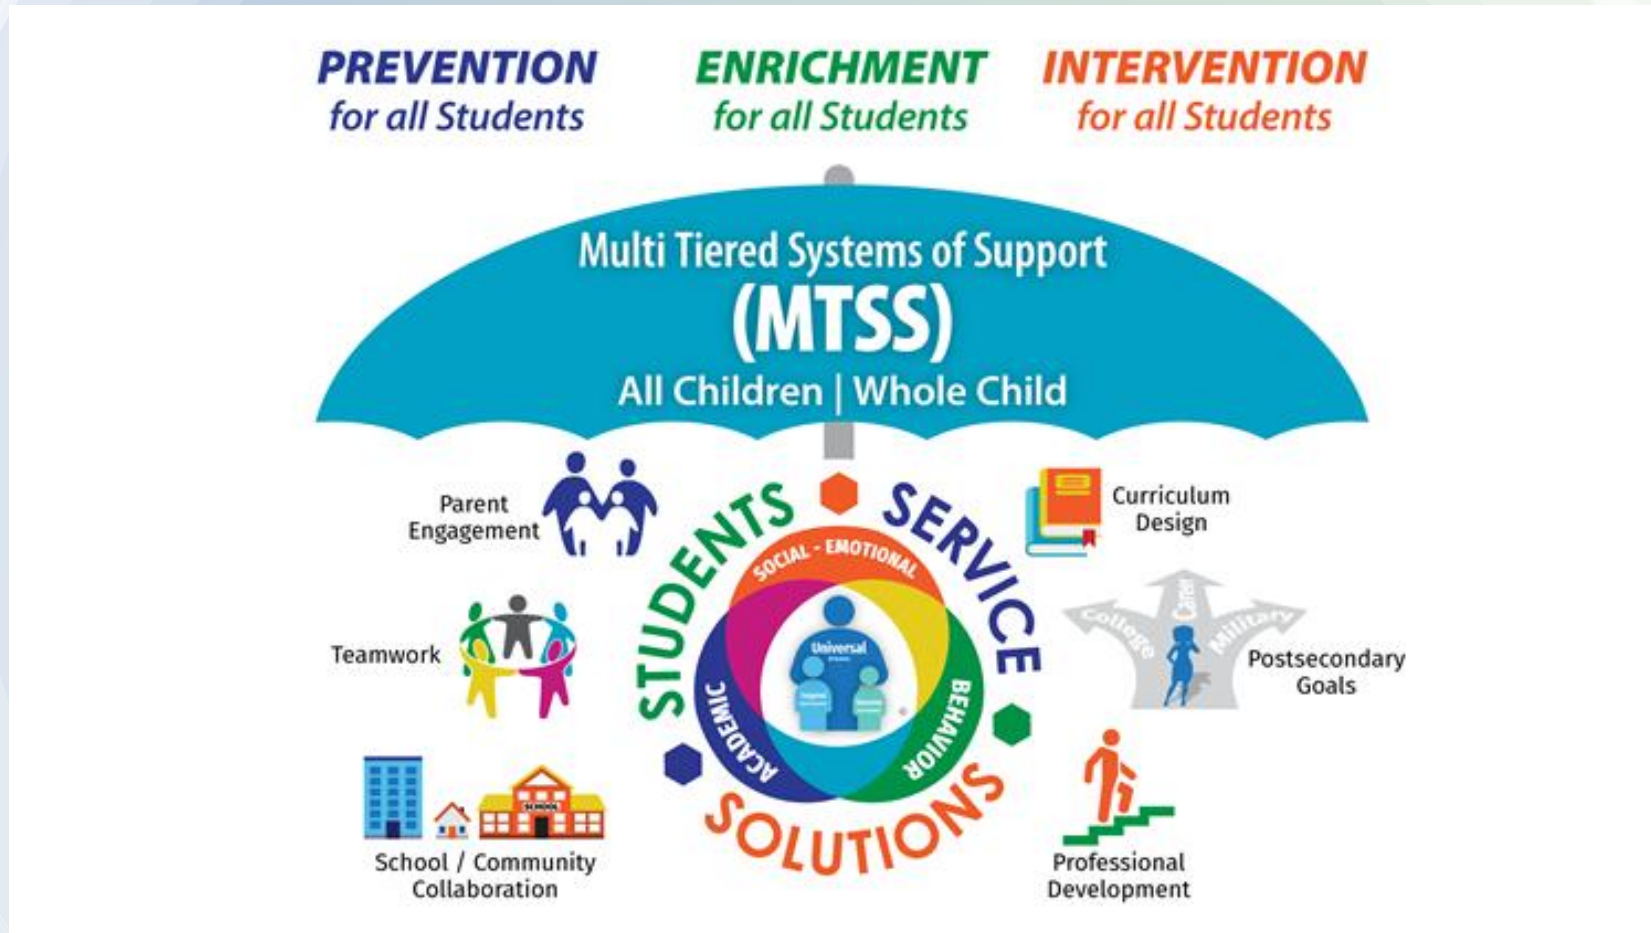 PREVENTION
for all Students
ENRICHMENT
for all Students
INTERVENTION
for all Students
Multi Tiered Systems of Support
(MTSS)
All Children | Whole Child
Parent
Engagement
Teamwork
School / Community
Collaboration
STUDENTS
SERVICE
SOLUTIONS
SOCIAL - EMOTIONAL
ACADEMIC
BEHAVIOR
Universal
SCHOOL
Curriculum
Design
College
Career
Military
Postsecondary
Goals
Professional
Development